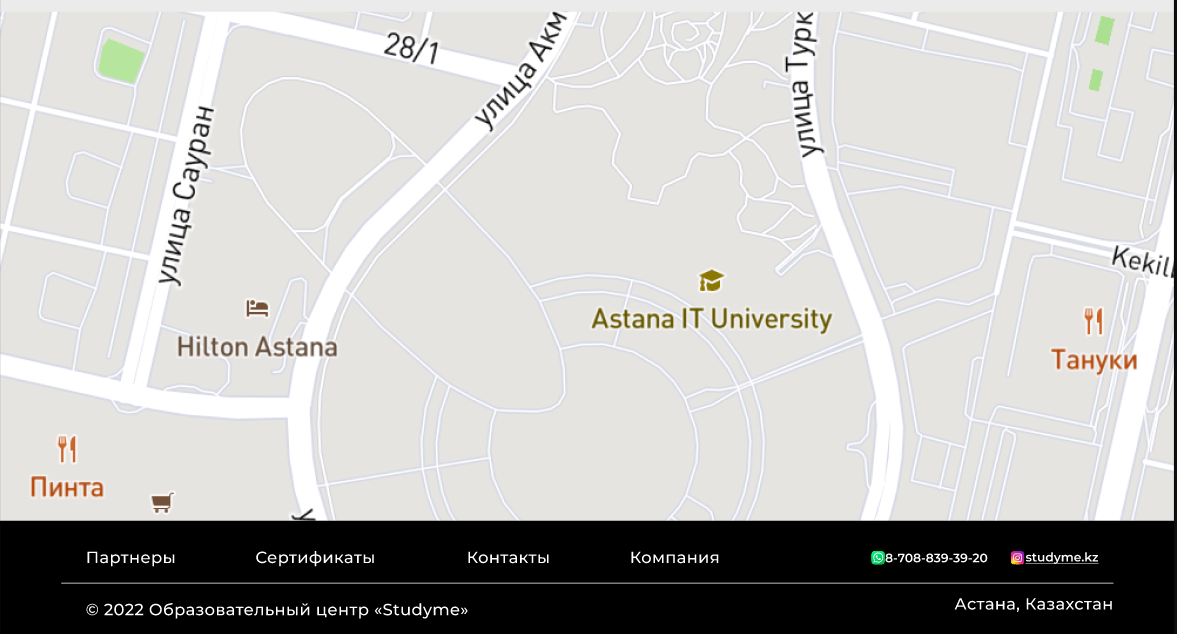 28/1
улица Акм
улица Турк
улица Сауран
Kekil
Astana IT University
Hilton Astana
Тануки
Пинта
у
Партнеры Сертификаты Контакты Компания 8-708-839-39-20 studyme.kz
© 2022 Образовательный центр «Studyme» Астана, Казахстан